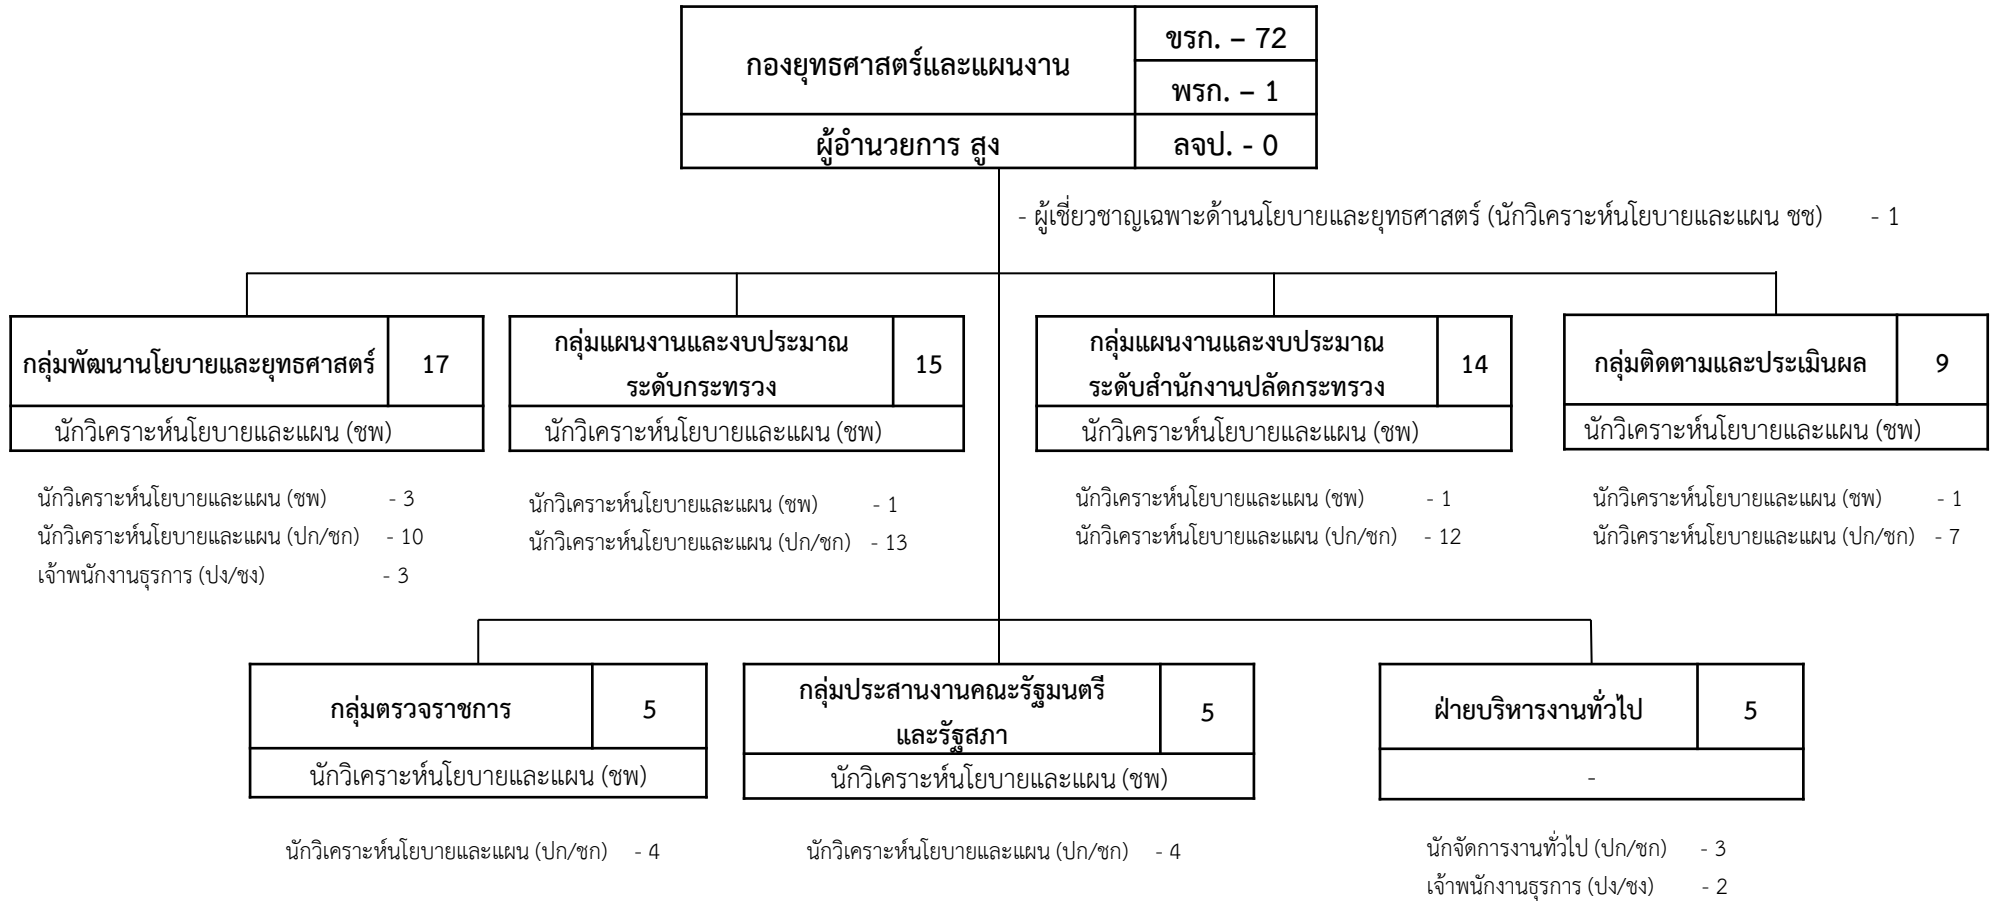 กองยุทธศาสตร์และแผนงาน
ขรก. – 72
พรก. – 1
ผู้อำนวยการ สูง
ลจป. - 0
- ผู้เชี่ยวชาญเฉพาะด้านนโยบายและยุทธศาสตร์ (นักวิเคราะห์นโยบายและแผน ชช) - 1
กลุ่มพัฒนานโยบายและยุทธศาสตร์ 17
นักวิเคราะห์นโยบายและแผน (ชพ)
นักวิเคราะห์นโยบายและแผน (ชพ) - 3
นักวิเคราะห์นโยบายและแผน (ปก/ชก) - 10
เจ้าพนักงานธุรการ (ปง/ชง) - 3
กลุ่มแผนงานและงบประมาณ
ระดับกระทรวง
15
นักวิเคราะห์นโยบายและแผน (ชพ)
นักวิเคราะห์นโยบายและแผน (ชพ) - 1
นักวิเคราะห์นโยบายและแผน (ปก/ชก) - 13
กลุ่มแผนงานและงบประมาณ
ระดับสำนักงานปลัดกระทรวง
14
นักวิเคราะห์นโยบายและแผน (ชพ)
นักวิเคราะห์นโยบายและแผน (ชพ) - 1
นักวิเคราะห์นโยบายและแผน (ปก/ชก) - 12
กลุ่มติดตามและประเมินผล 9
นักวิเคราะห์นโยบายและแผน (ชพ)
นักวิเคราะห์นโยบายและแผน (ชพ) - 1
นักวิเคราะห์นโยบายและแผน (ปก/ชก) - 7
กลุ่มตรวจราชการ 5
นักวิเคราะห์นโยบายและแผน (ชพ)
นักวิเคราะห์นโยบายและแผน (ปก/ชก) - 4
กลุ่มประสานงานคณะรัฐมนตรี
และรัฐสภา
5
นักวิเคราะห์นโยบายและแผน (ชพ)
นักวิเคราะห์นโยบายและแผน (ปก/ชก) - 4
ฝ่ายบริหารงานทั่วไป 5
-
นักจัดการงานทั่วไป (ปก/ชก) - 3
เจ้าพนักงานธุรการ (ปง/ชง) - 2